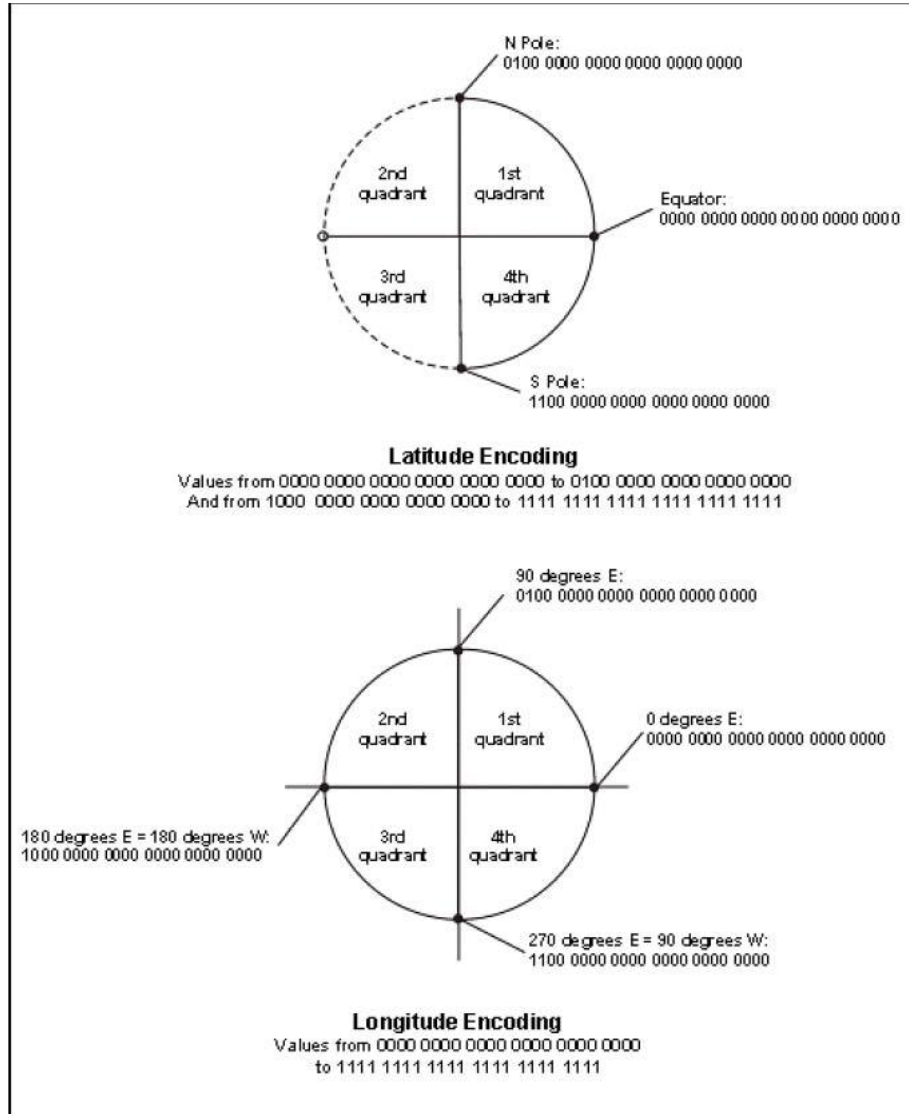 N Pole:
0100 0000 0000 0000 0000 0000
2nd
quadrant
1st
quadrant
Equator:
0000 0000 0000 0000 0000 0000
3rd
quadrant
4th
quadrant
S Pole:
1100 0000 0000 0000 0000 0000
Latitude Encoding
Values from 0000 0000 0000 0000 0000 0000 to 0100 0000 0000 0000 0000
And from 1000 0000 0000 0000 0000 to 1111 1111 1111 1111 1111 1111
90 degrees E:
0100 0000 0000 0000 0000 0000
2nd
quadrant
1st
quadrant
0 degrees E:
0000 0000 0000 0000 0000 0000
180 degrees E = 180 degrees W:
1000 0000 0000 0000 0000 0000
3rd
quadrant
4th
quadrant
270 degrees E = 90 degrees W:
1100 0000 0000 0000 0000 0000
Longitude Encoding
Values from 0000 0000 0000 0000 0000 0000
to 1111 1111 1111 1111 1111 1111